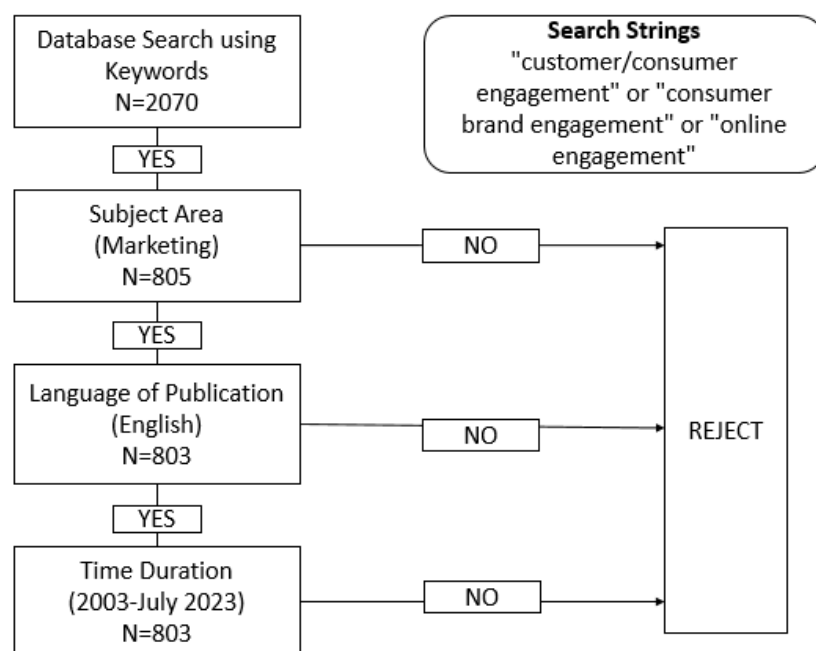 Database Search using
Keywords
N=2070
Search Strings
"customer/consumer
engagement" or "consumer
brand engagement" or "online
engagement"
YES
Subject Area
(Marketing)
N=805
NO
YES
Language of Publication
(English)
N=803
NO
REJECT
YES
Time Duration
(2003-July 2023)
N=803
NO